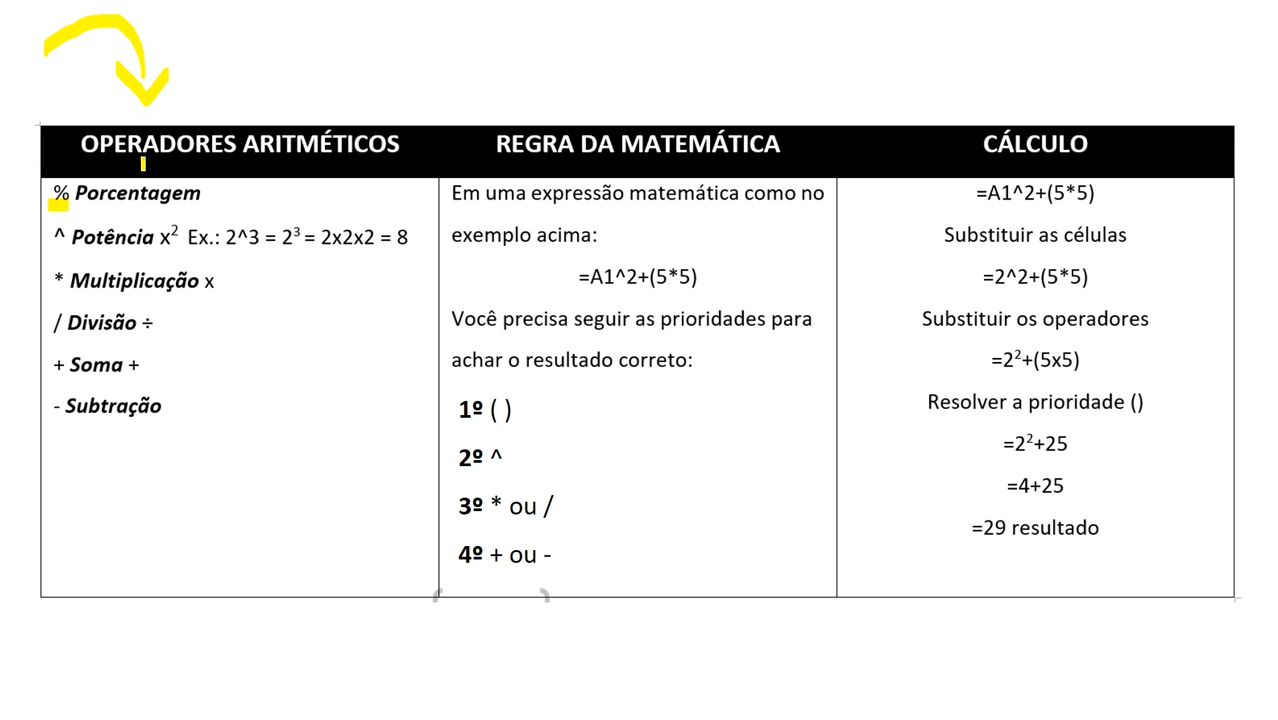 OPERADORES ARITMÉTICOS
% Porcentagem
^ Potência x² Ex.: 2^3 = 2³ = 2x2x2 = 8
* Multiplicação x
/ Divisão ÷
+ Soma +
- Subtração
REGRA DA MATEMÁTICA
Em uma expressão matemática como no
exemplo acima:
=A1^2+(5*5)
Você precisa seguir as prioridades para
achar o resultado correto:
1º ( )
2º ^
3º * ou /
4º + ou -
CÁLCULO
=A1^2+(5*5)
Substituir as células
=2^2+(5*5)
Substituir os operadores
=2²+(5x5)
Resolver a prioridade ()
=2²+25
=4+25
=29 resultado